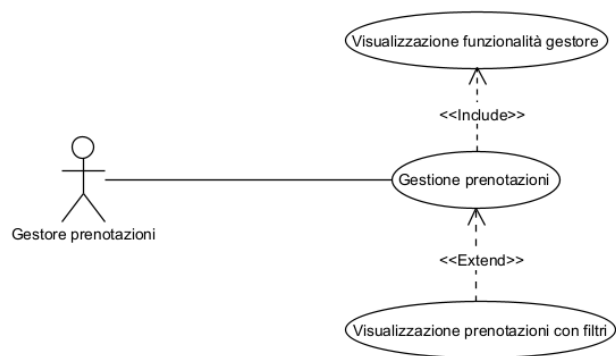 Visualizzazione funzionalità gestore
<<Include>>
Gestione prenotazioni
Gestore prenotazioni
<<Extend>>
Visualizzazione prenotazioni con filtri